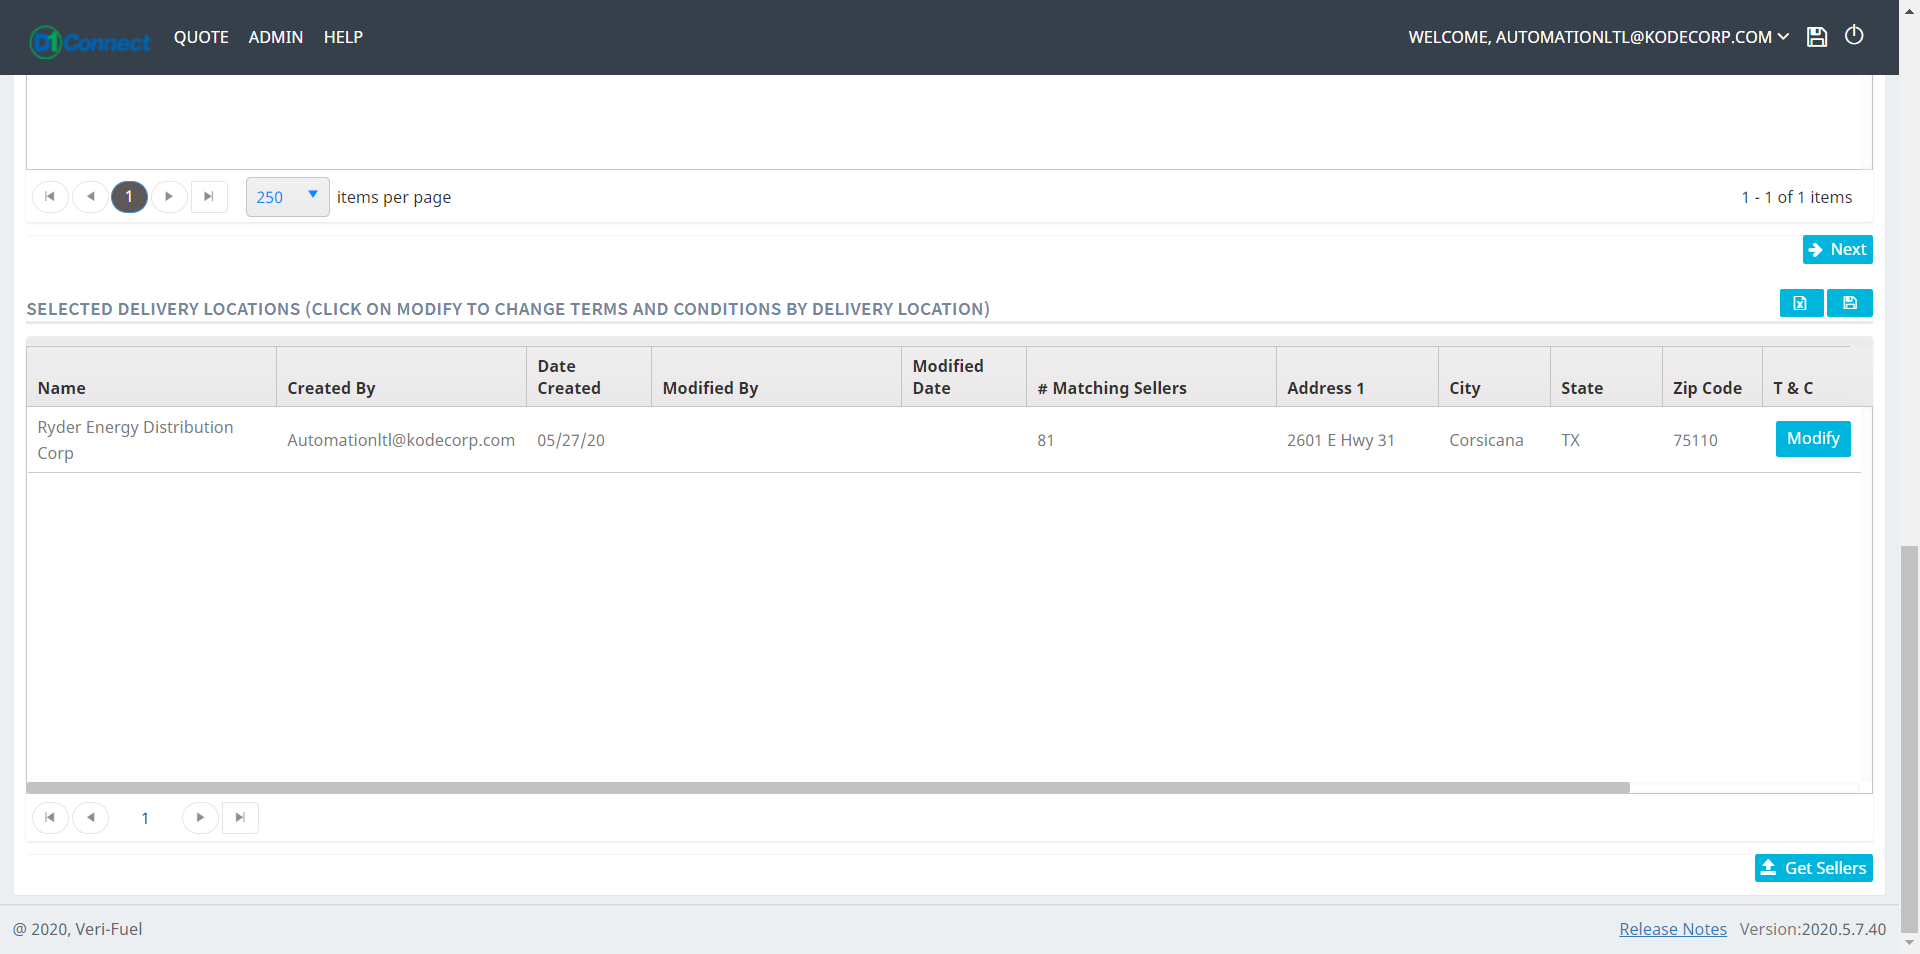 D1Connect QUOTE ADMIN HELP WELCOME, AUTOMATIONLTL@KODECORP.COM
1 250 items per page 1 - 1 of 1 items
Next
SELECTED DELIVERY LOCATIONS (CLICK ON MODIFY TO CHANGE TERMS AND CONDITIONS BY DELIVERY LOCATION)
Name Created By Date Created Modified By Modified Date # Matching Sellers Address 1 City State Zip Code T & C
Ryder Energy Distribution Corp Automationltl@kodecorp.com 05/27/20 81 2601 E Hwy 31 Corsicana TX 75110 Modify
1
Get Sellers
@ 2020, Veri-Fuel Release Notes Version:2020.5.7.40